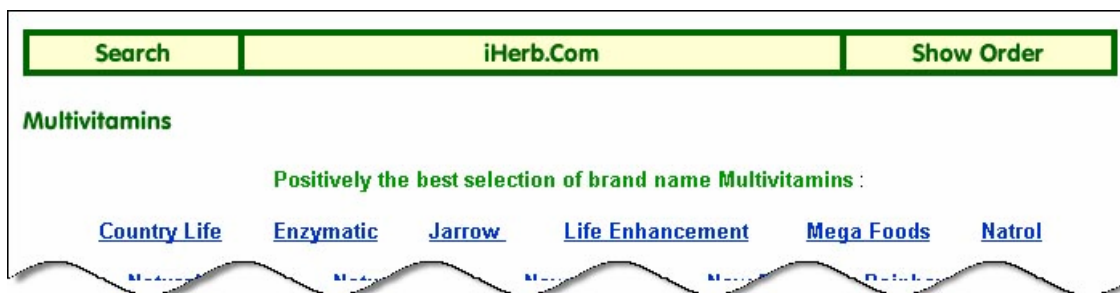 Search iHerb.Com Show Order
Multivitamins
Positively the best selection of brand name Multivitamins :
Country Life Enzymatic Jarrow Life Enhancement Mega Foods Natrol